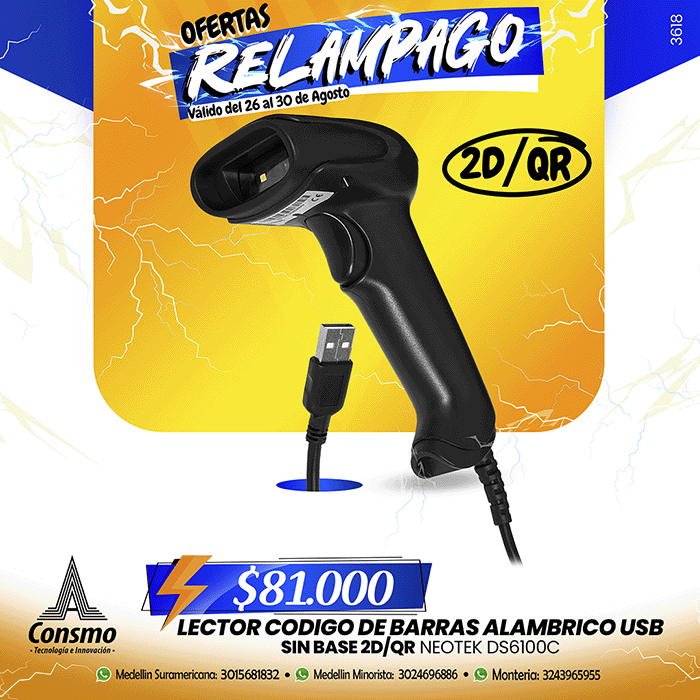 OFERTAS
RELAMPAGO
Válido del 26 al 30 de Agosto
3618
2D/QR
CE
$81.000
LECTOR CODIGO DE BARRAS ALAMBRICO USB
SIN BASE 2D/QR NEOTEK DS6100C
Consmo
- Tecnología e Innovación -
Medellin Suramericana: 3015681832 • Medellin Minorista: 3024696886 • Monteria: 3243965955